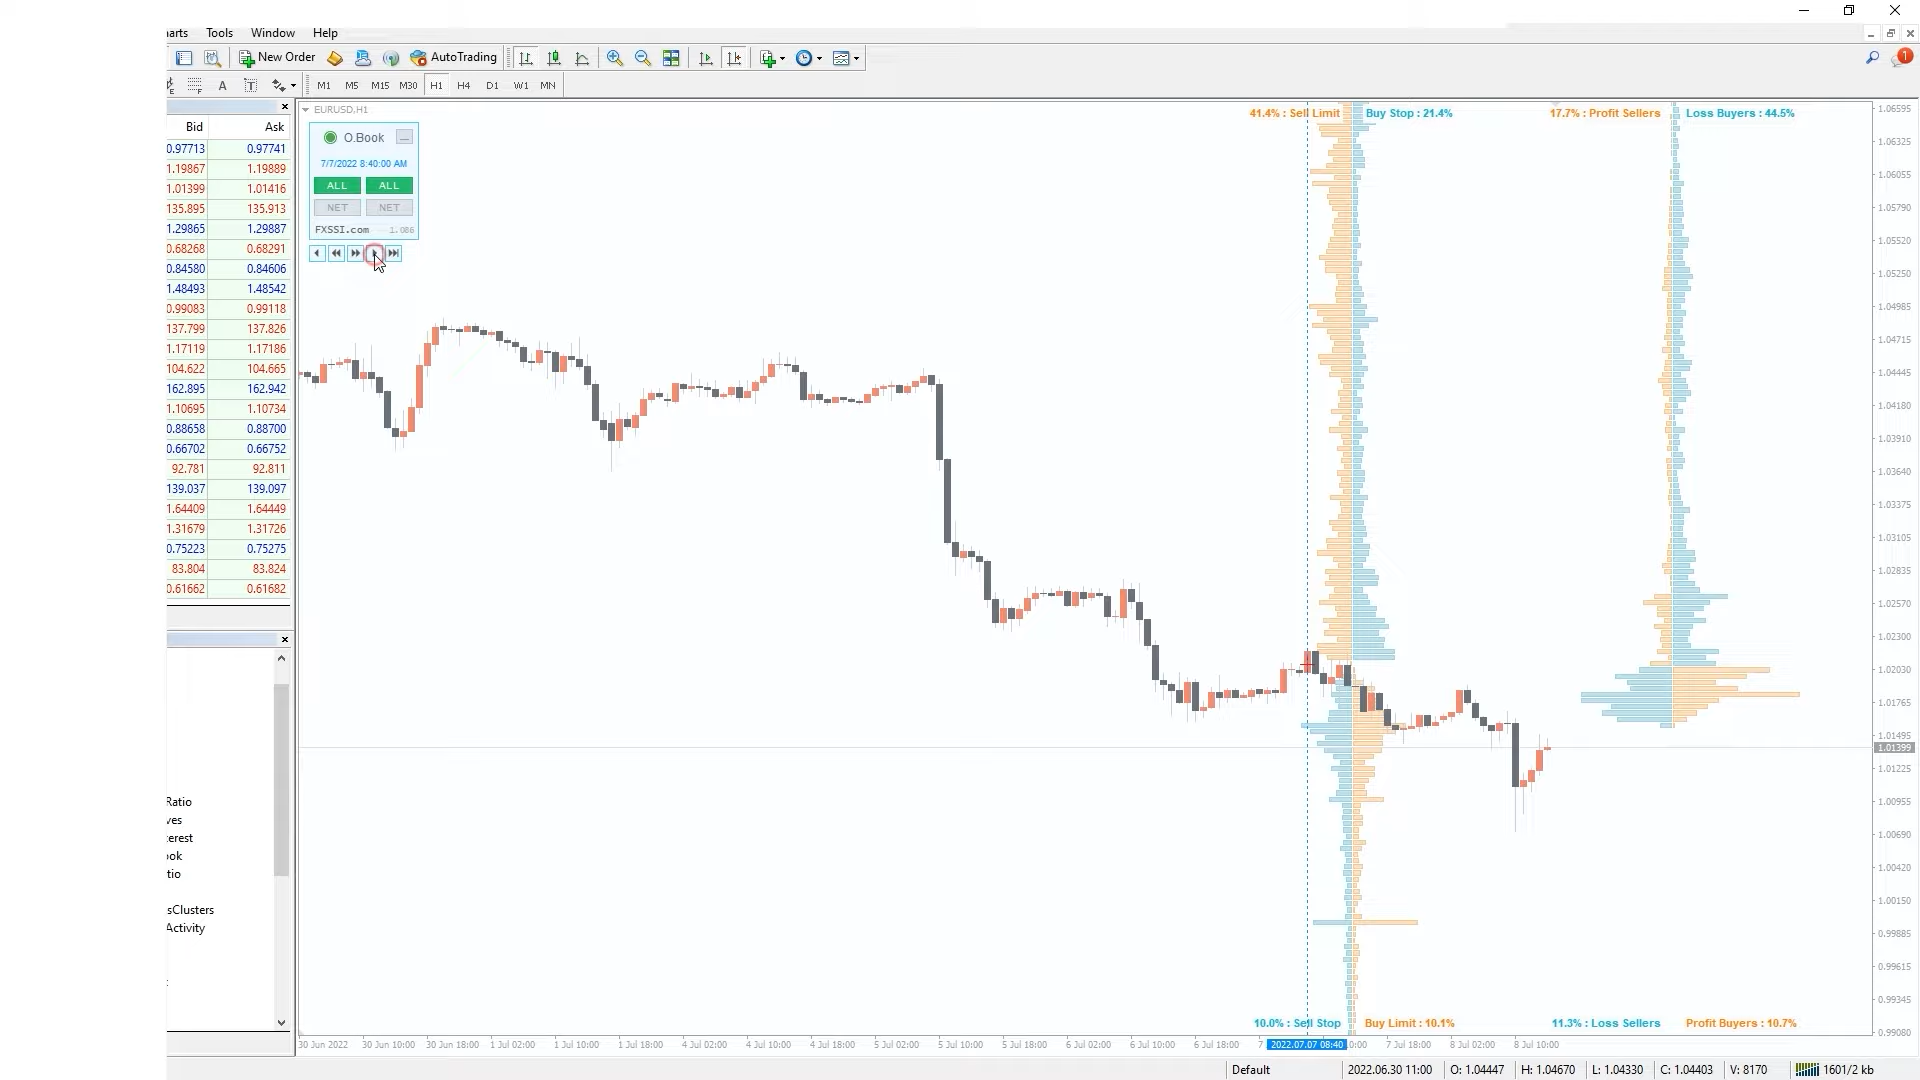 arts Tools Window Help
New Order AutoTrading 1
E F A T M1 M5 M15 M30 H1 H4 D1 W1 MN
EURUSD,H1
Bid Ask
0.97713 0.97741
1.19867 1.19889
1.01399 1.01416
135.895 135.913
1.29865 1.29887
0.68268 0.68291
0.84580 0.84606
1.48493 1.48542
0.99083 0.99118
137.799 137.826
1.17119 1.17186
104.622 104.665
162.895 162.942
1.10695 1.10734
0.88658 0.88700
0.66702 0.66752
92.781 92.811
139.037 139.097
1.64409 1.64449
1.31679 1.31726
0.75223 0.75275
83.804 83.824
0.61662 0.61682
Ratio
ves
erest
ook
tio
sClusters
Activity
O.Book
7/7/2022 8:40:00 AM
ALL ALL
NET NET
FXSSI.com 1.086
41.4% : Sell Limit Buy Stop : 21.4% 17.7% : Profit Sellers Loss Buyers : 44.5%
10.0% : Sell Stop Buy Limit : 10.1% 11.3% : Loss Sellers Profit Buyers : 10.7%
1.06595
1.06325
1.06055
1.05790
1.05520
1.05250
1.04985
1.04715
1.04445
1.04180
1.03910
1.03640
1.03375
1.03105
1.02835
1.02570
1.02300
1.02030
1.01765
1.01495
1.01399
1.01225
1.00955
1.00690
1.00420
1.00150
0.99885
0.99615
0.99345
0.99080
30 Jun 2022 30 Jun 10:00 30 Jun 18:00 1 Jul 02:00 1 Jul 10:00 1 Jul 18:00 4 Jul 02:00 4 Jul 10:00 4 Jul 18:00 5 Jul 02:00 5 Jul 10:00 5 Jul 18:00 6 Jul 02:00 6 Jul 10:00 6 Jul 18:00 7 2022.07.07 08:40 0:00 7 Jul 18:00 8 Jul 02:00 8 Jul 10:00
Default 2022.06.30 11:00 O: 1.04447 H: 1.04670 L: 1.04330 C: 1.04403 V: 8170 1601/2 kb